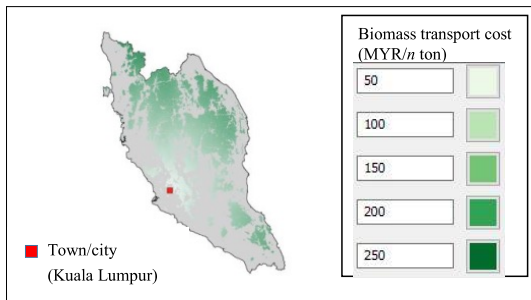 Biomass transport cost
(MYR/n ton)
50
100
150
200
250
Town/city
(Kuala Lumpur)